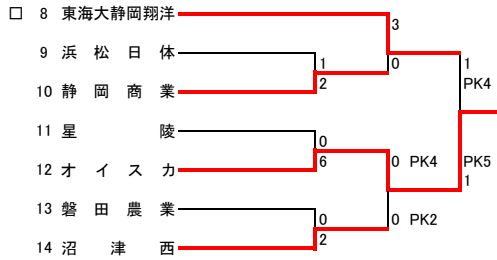 □ 8 東海大静岡翔洋
3
9 浜松日体
1 0 1
2 PK4
10 静岡商業
11 星陵
0
6 0 PK4 PK5
12 オイスカ
1
13 磐田農業
0 0 PK2
2
14 沼津西